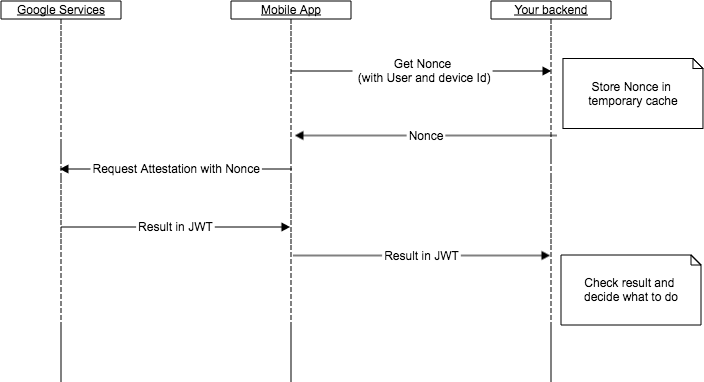 Google Services
Mobile App
Your backend
Get Nonce
(with User and device Id)
Store Nonce in
temporary cache
Nonce
Request Attestation with Nonce
Result in JWT
Result in JWT
Check result and
decide what to do